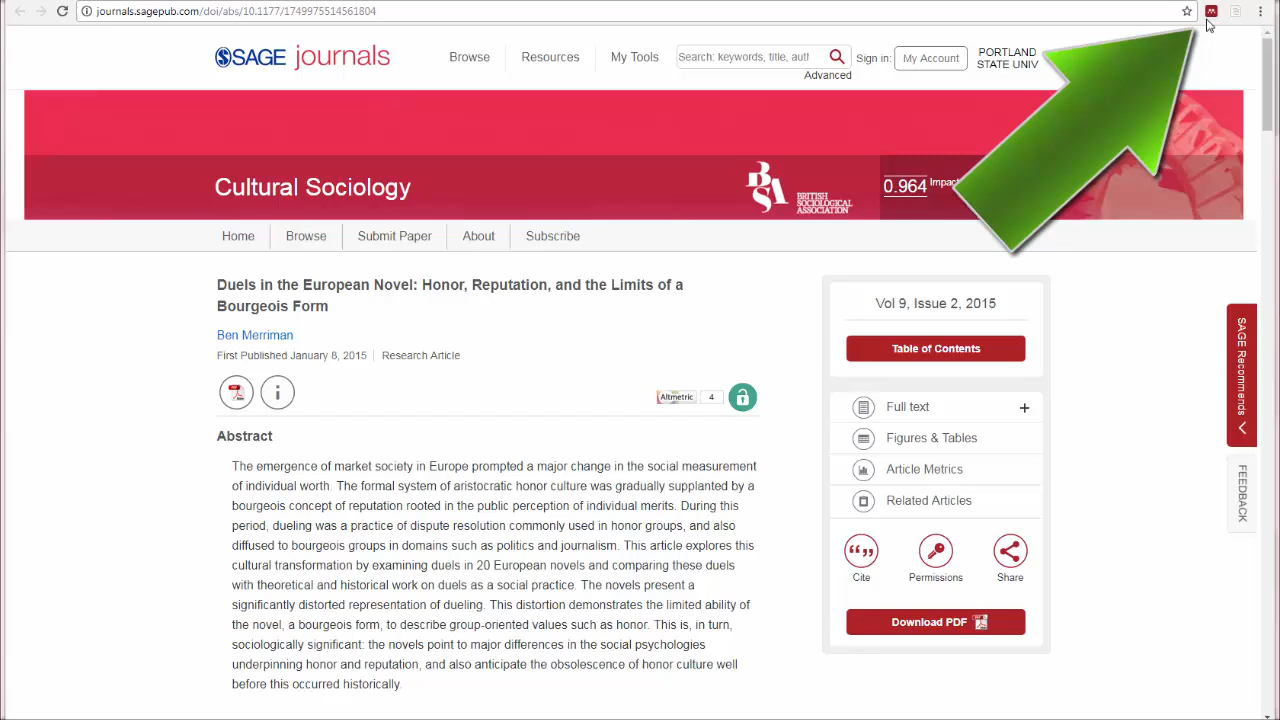 journals.sagepub.com/doi/abs/10.1177/1749975514561804
SAGE journals
Browse
Resources
My Tools
Search: keywords, title, auth
Advanced
Sign in:
My Account
PORTLAND
STATE UNIV
Cultural Sociology
BSA
BRITISH
SOCIOLOGICAL
ASSOCIATION
0.964 Impact
Home
Browse
Submit Paper
About
Subscribe
Duels in the European Novel: Honor, Reputation, and the Limits of a
Bourgeois Form
Ben Merriman
First Published January 8, 2015
Research Article
PDF
Altmetric
4
Abstract
The emergence of market society in Europe prompted a major change in the social measurement
of individual worth. The formal system of aristocratic honor culture was gradually supplanted by a
bourgeois concept of reputation rooted in the public perception of individual merits. During this
period, dueling was a practice of dispute resolution commonly used in honor groups, and also
diffused to bourgeois groups in domains such as politics and journalism. This article explores this
cultural transformation by examining duels in 20 European novels and comparing these duels
with theoretical and historical work on duels as a social practice. The novels present a
significantly distorted representation of dueling. This distortion demonstrates the limited ability of
the novel, a bourgeois form, to describe group-oriented values such as honor. This is, in turn,
sociologically significant: the novels point to major differences in the social psychologies
underpinning honor and reputation, and also anticipate the obsolescence of honor culture well
before this occurred historically.
Vol 9, Issue 2, 2015
Table of Contents
Full text
Figures & Tables
Article Metrics
Related Articles
Cite
Permissions
Share
Download PDF
SAGE Recommends
FEEDBACK